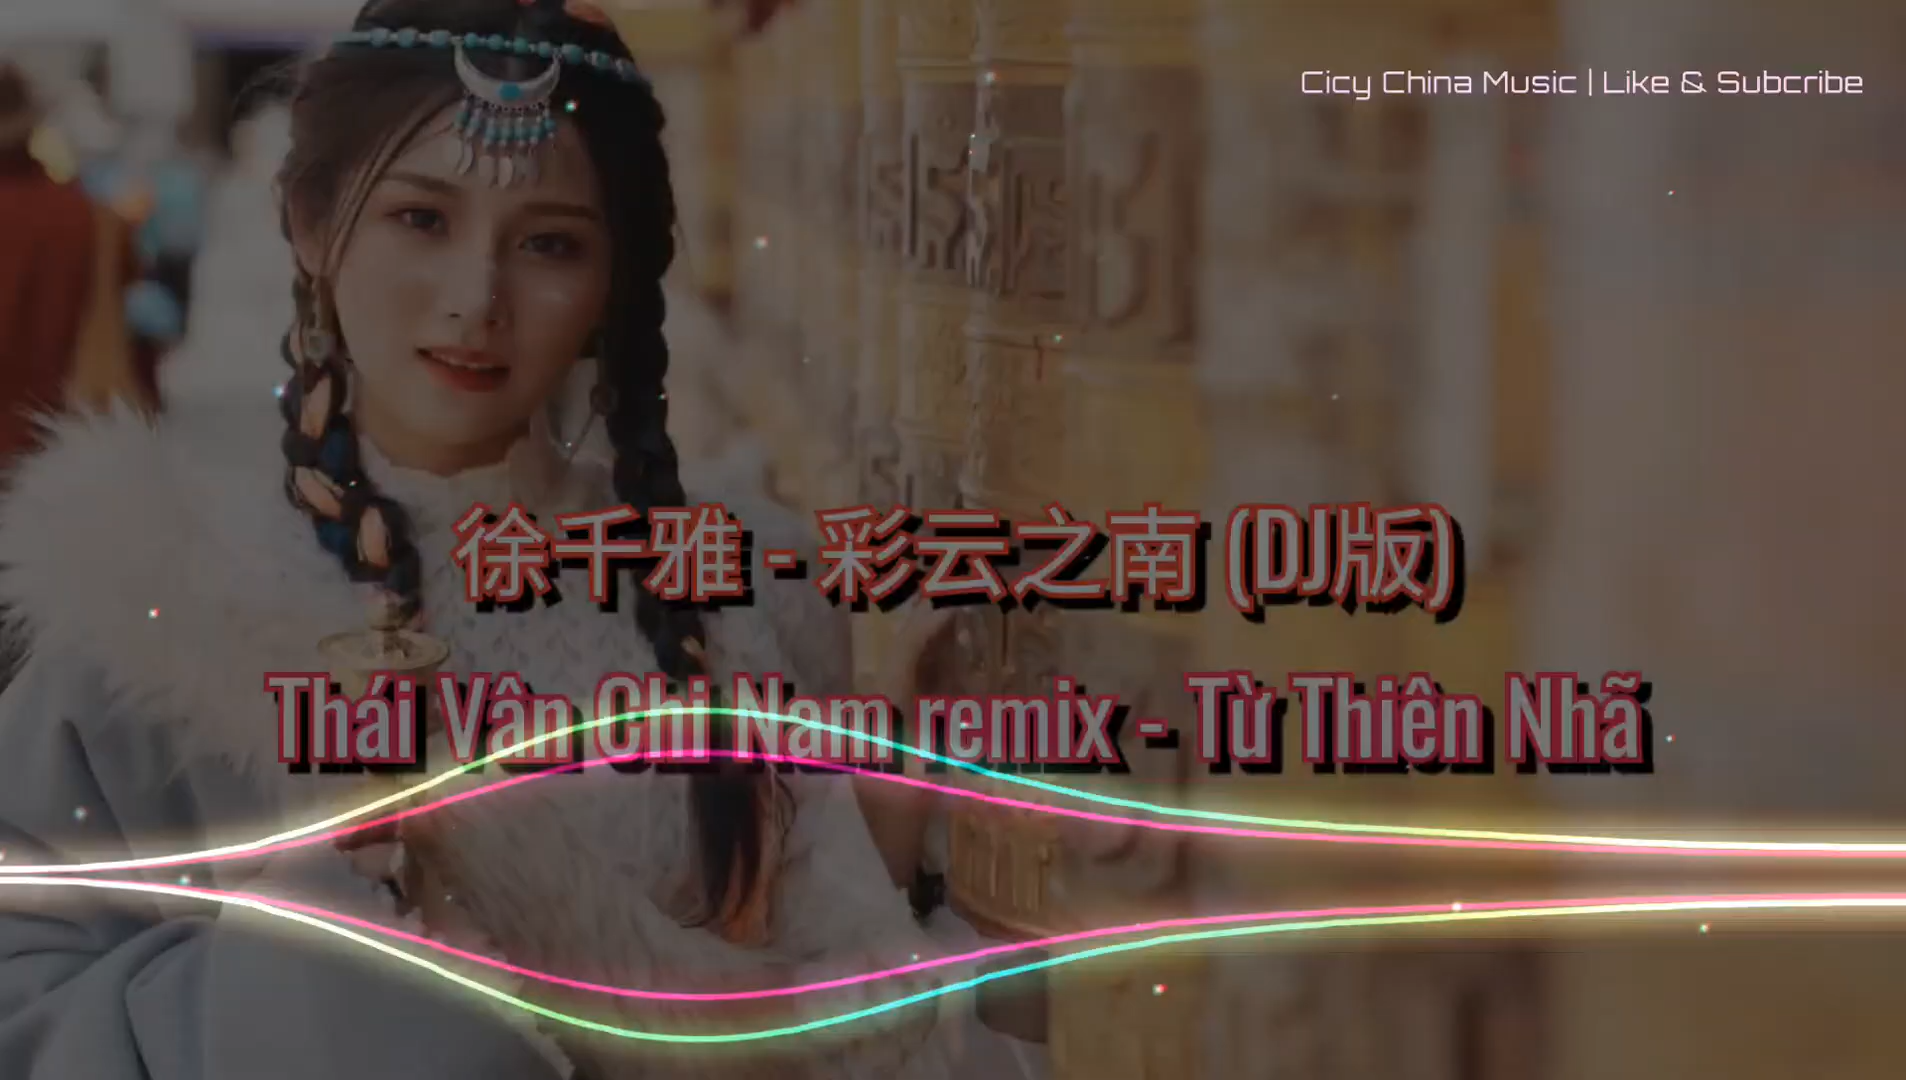 Cicy China Music | Like & Subcribe
徐千雅 - 彩云之南 (DJ版)
Thái Vân Chi Nam remix - Từ Thiên Nhã